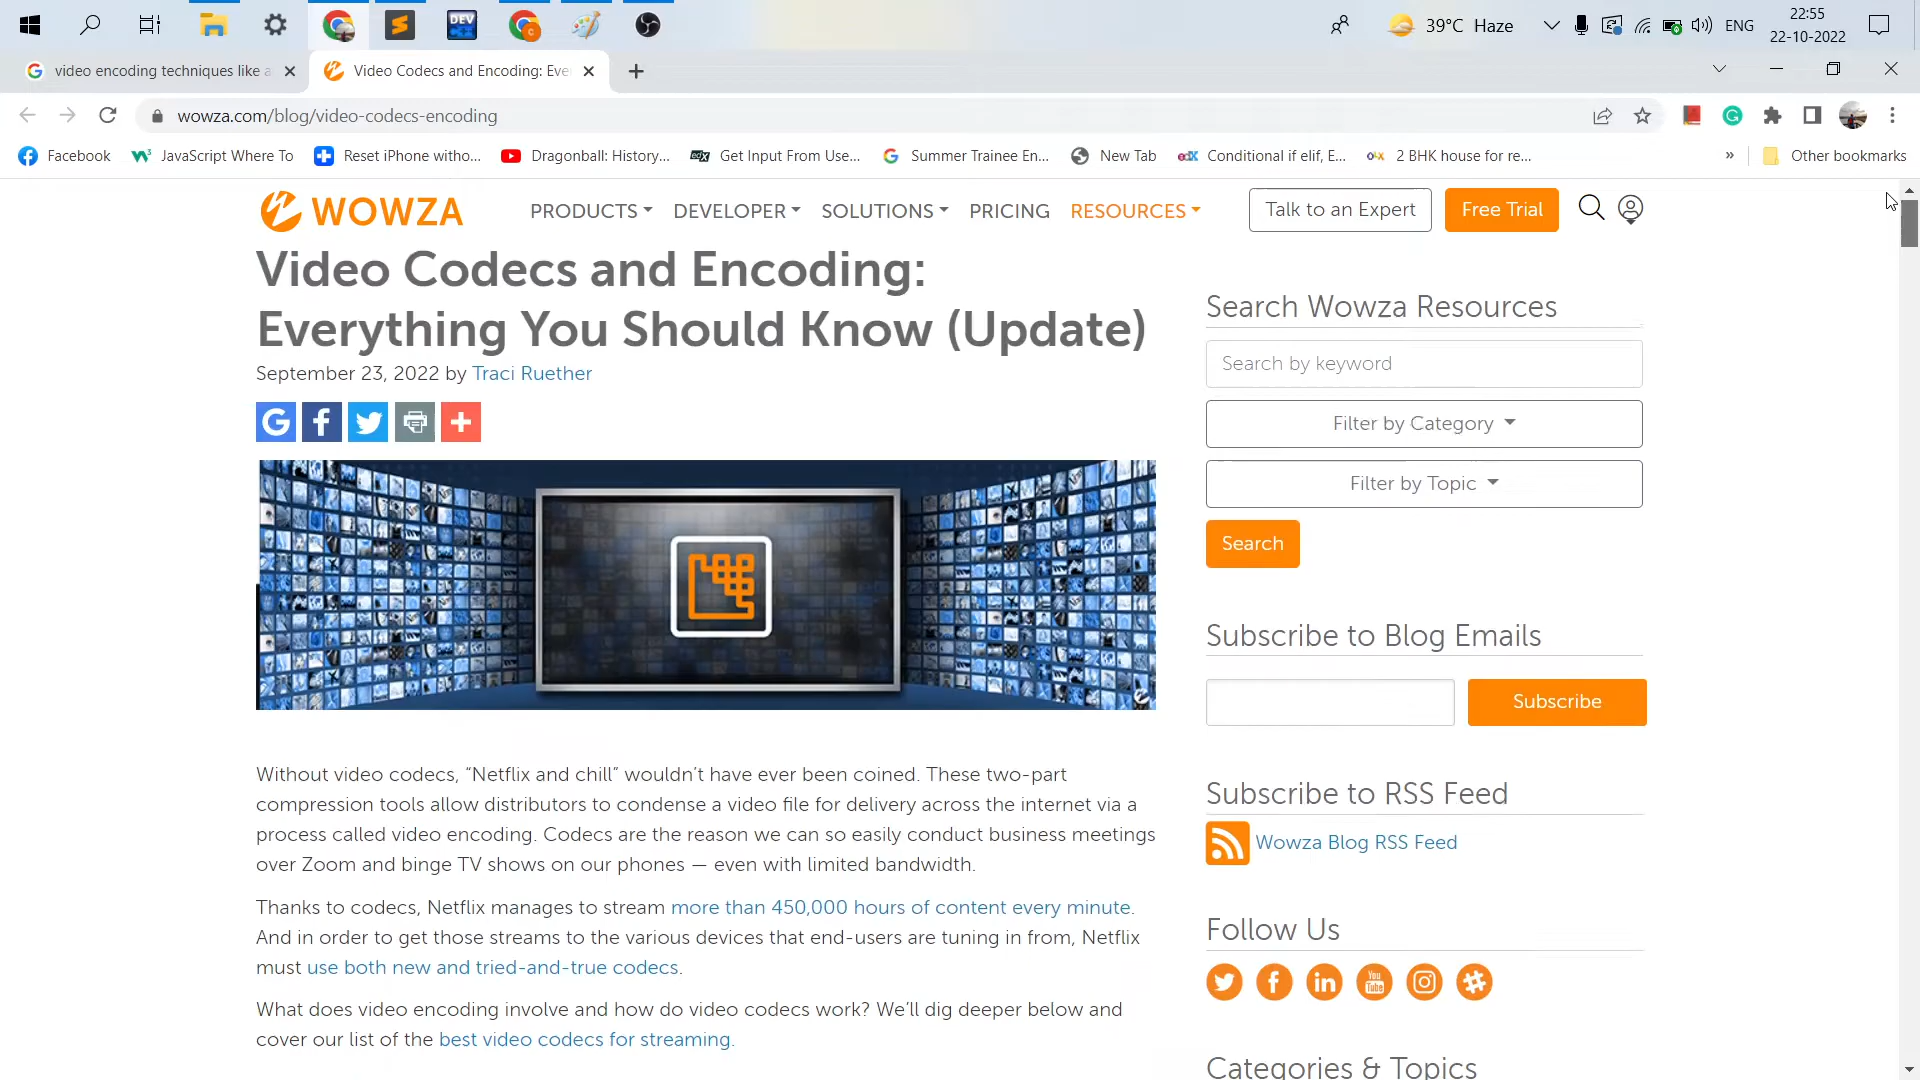 DEV
39°C Haze
ENG
22:55
22-10-2022
video encoding techniques like a
Video Codecs and Encoding: Eve
wowza.com/blog/video-codecs-encoding
Facebook
JavaScript Where To
Reset iPhone witho...
Dragonball: History...
Get Input From Use...
Summer Trainee En...
New Tab
Conditional if elif, E...
2 BHK house for re...
»
Other bookmarks
WOWZA
PRODUCTS
DEVELOPER
SOLUTIONS
PRICING
RESOURCES
Talk to an Expert
Free Trial
Video Codecs and Encoding:
Everything You Should Know (Update)
September 23, 2022 by Traci Ruether
Without video codecs, “Netflix and chill” wouldn’t have ever been coined. These two-part
compression tools allow distributors to condense a video file for delivery across the internet via a
process called video encoding. Codecs are the reason we can so easily conduct business meetings
over Zoom and binge TV shows on our phones — even with limited bandwidth.
Thanks to codecs, Netflix manages to stream more than 450,000 hours of content every minute.
And in order to get those streams to the various devices that end-users are tuning in from, Netflix
must use both new and tried-and-true codecs.
What does video encoding involve and how do video codecs work? We’ll dig deeper below and
cover our list of the best video codecs for streaming.
Search Wowza Resources
Search by keyword
Filter by Category
Filter by Topic
Search
Subscribe to Blog Emails
Subscribe
Subscribe to RSS Feed
Wowza Blog RSS Feed
Follow Us
You
Tube
Categories & Topics